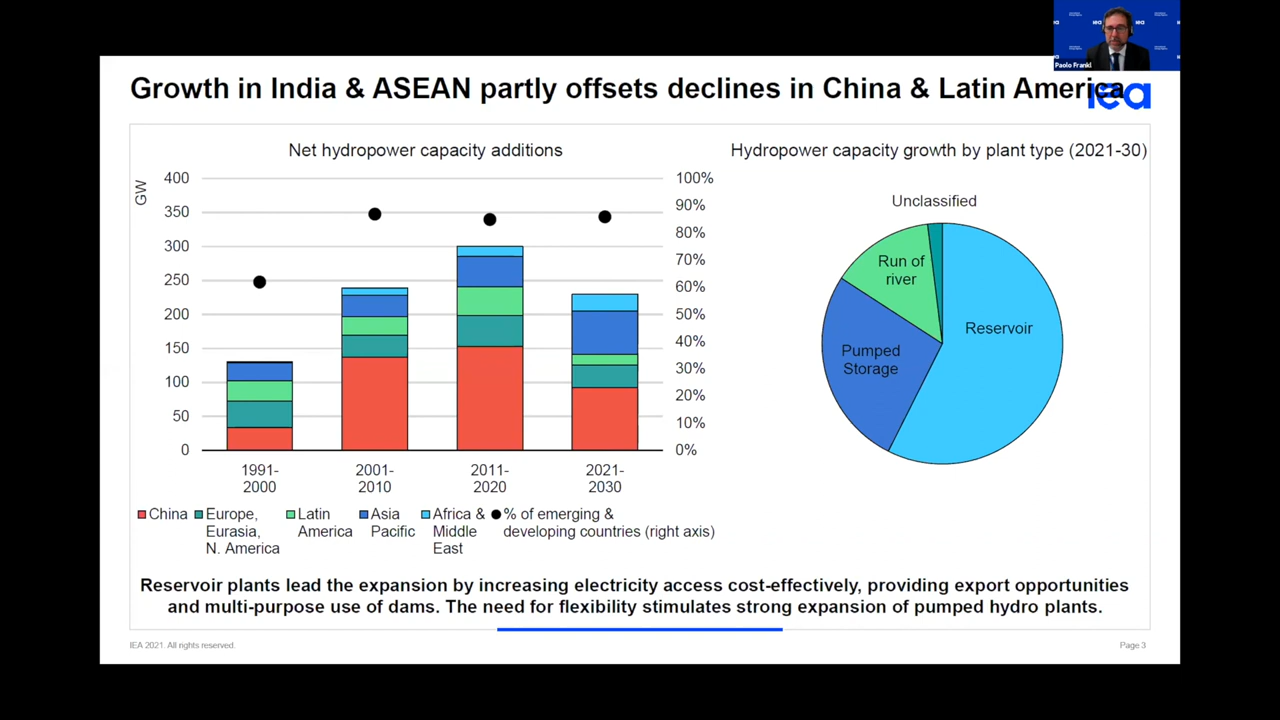 Paolo Frankl
Growth in India & ASEAN partly offsets declines in China & Latin America
iea
Net hydropower capacity additions
GW
400
350
300
250
200
150
100
50
0
100%
90%
80%
70%
60%
50%
40%
30%
20%
10%
0%
1991-
2000
2001-
2010
2011-
2020
2021-
2030
China
Europe,
Eurasia,
N. America
Latin
America
Asia
Pacific
Africa &
Middle
East
% of emerging &
developing countries (right axis)
Hydropower capacity growth by plant type (2021-30)
Unclassified
Run of
river
Reservoir
Pumped
Storage
Reservoir plants lead the expansion by increasing electricity access cost-effectively, providing export opportunities
and multi-purpose use of dams. The need for flexibility stimulates strong expansion of pumped hydro plants.
IEA 2021. All rights reserved.
Page 3